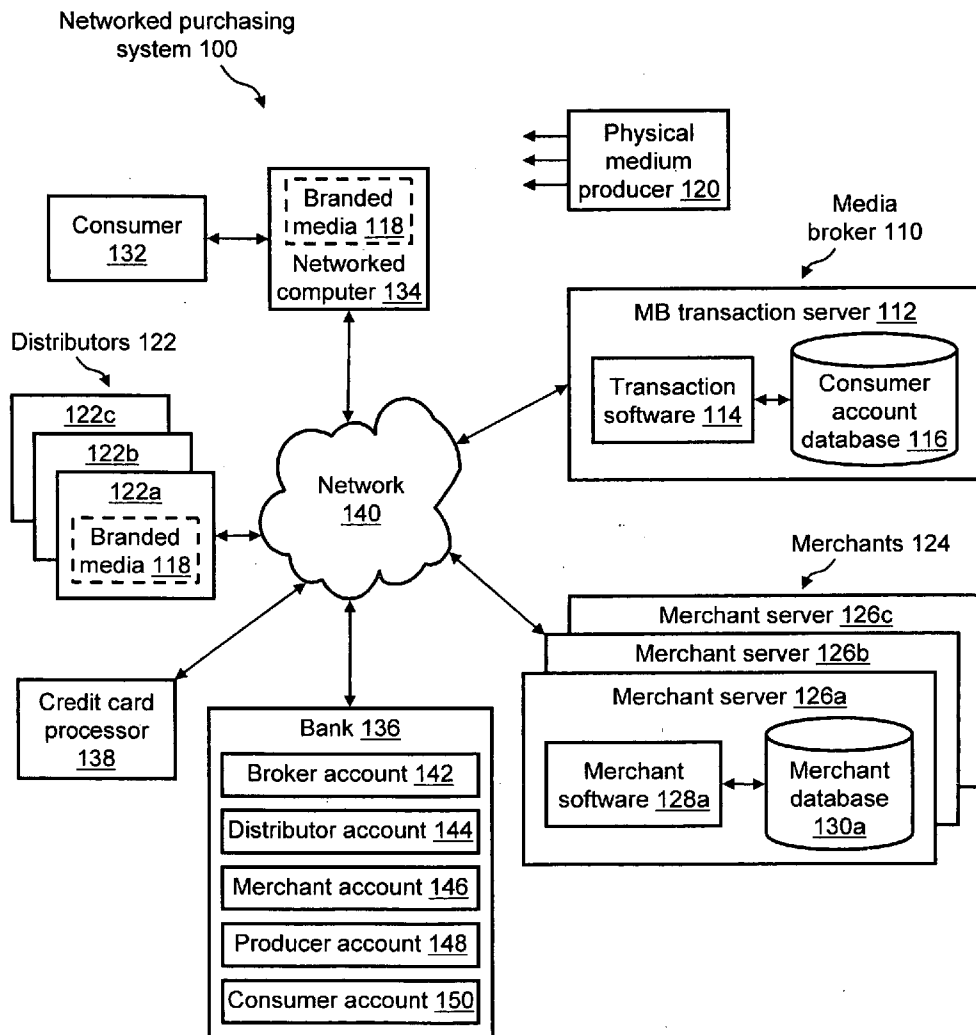 Networked purchasing
system 100
Physical
medium
producer 120
Branded
media 118
Networked
computer 134
Consumer
132
Media
broker 110
MB transaction server 112
Transaction
software 114
Consumer
account
database 116
Distributors 122
122c
122b
122a
Branded
media 118
Network
140
Merchants 124
Merchant server 126c
Merchant server 126b
Merchant server 126a
Merchant
software 128a
Merchant
database
130a
Credit card
processor
138
Bank 136
Broker account 142
Distributor account 144
Merchant account 146
Producer account 148
Consumer account 150